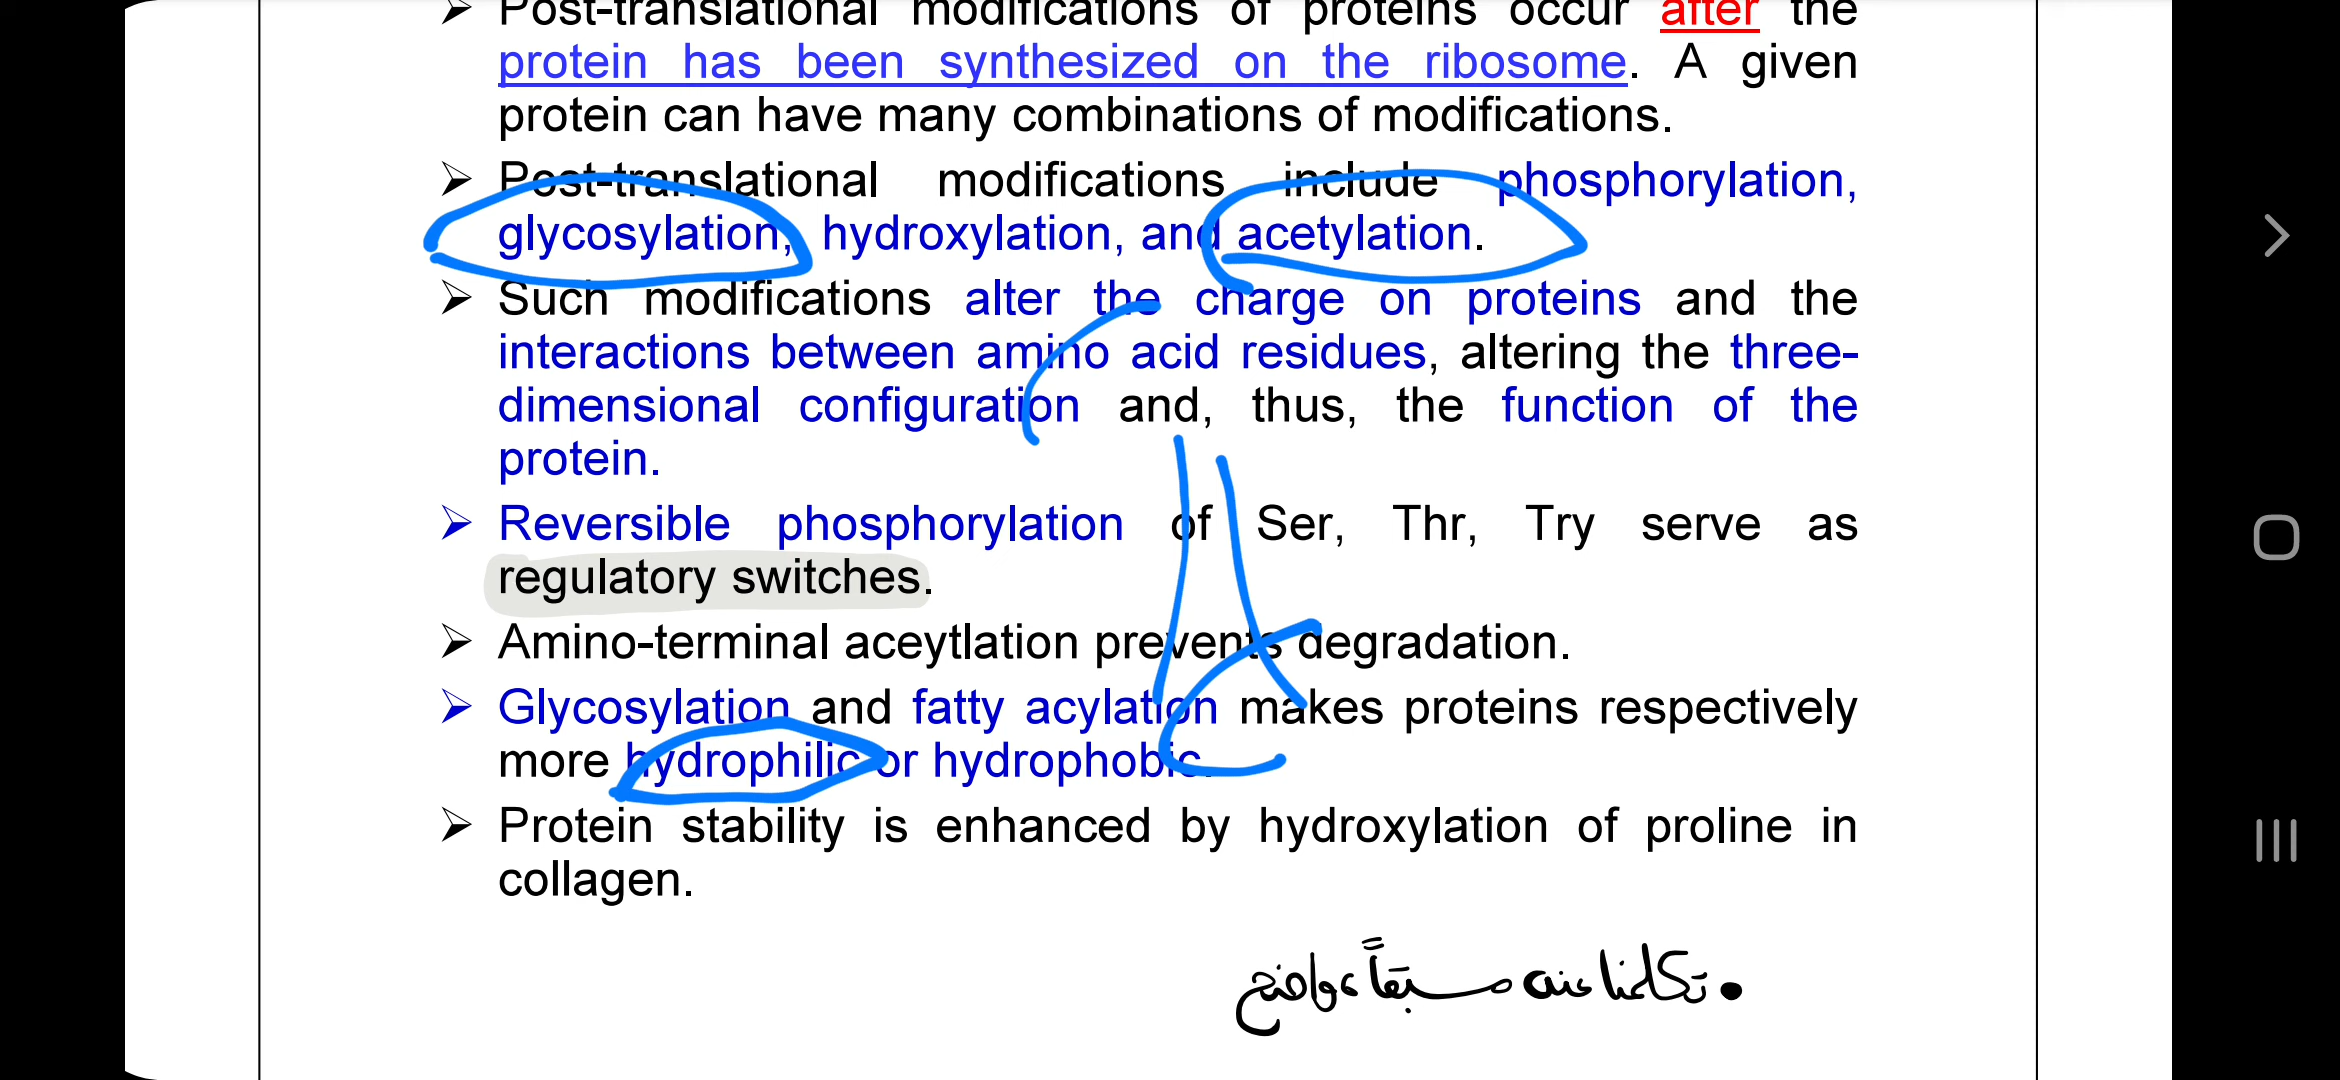 Post-translational modifications of proteins occur after the
protein has been synthesized on the ribosome. A given
protein can have many combinations of modifications.
Post-translational modifications include phosphorylation,
glycosylation, hydroxylation, and acetylation.
Such modifications alter the charge on proteins and the
interactions between amino acid residues, altering the three-
dimensional configuration and, thus, the function of the
protein.
Reversible phosphorylation of Ser, Thr, Try serve as
regulatory switches.
Amino-terminal aceytlation prevents degradation.
Glycosylation and fatty acylation makes proteins respectively
more hydrophilic or hydrophobic.
Protein stability is enhanced by hydroxylation of proline in
collagen.
• تكلمنا عنه سبقاً، واضح